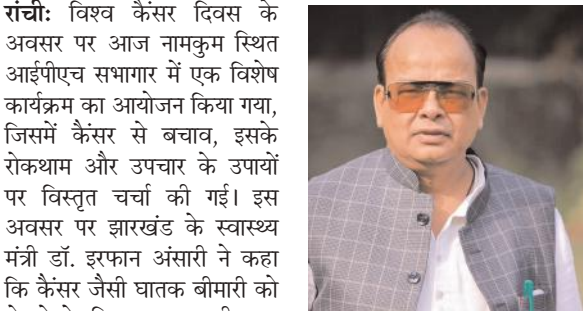 रांची: विश्व कैंसर दिवस के
अवसर पर आज नामकुम स्थित
आईपीएच सभागार में एक विशेष
कार्यक्रम का आयोजन किया गया,
जिसमें कैंसर से बचाव, इसके
रोकथाम और उपचार के उपायों
पर विस्तृत चर्चा की गई। इस
अवसर पर झारखंड के स्वास्थ्य
मंत्री डॉ. इरफान अंसारी ने कहा
कि कैंसर जैसी घातक बीमारी को